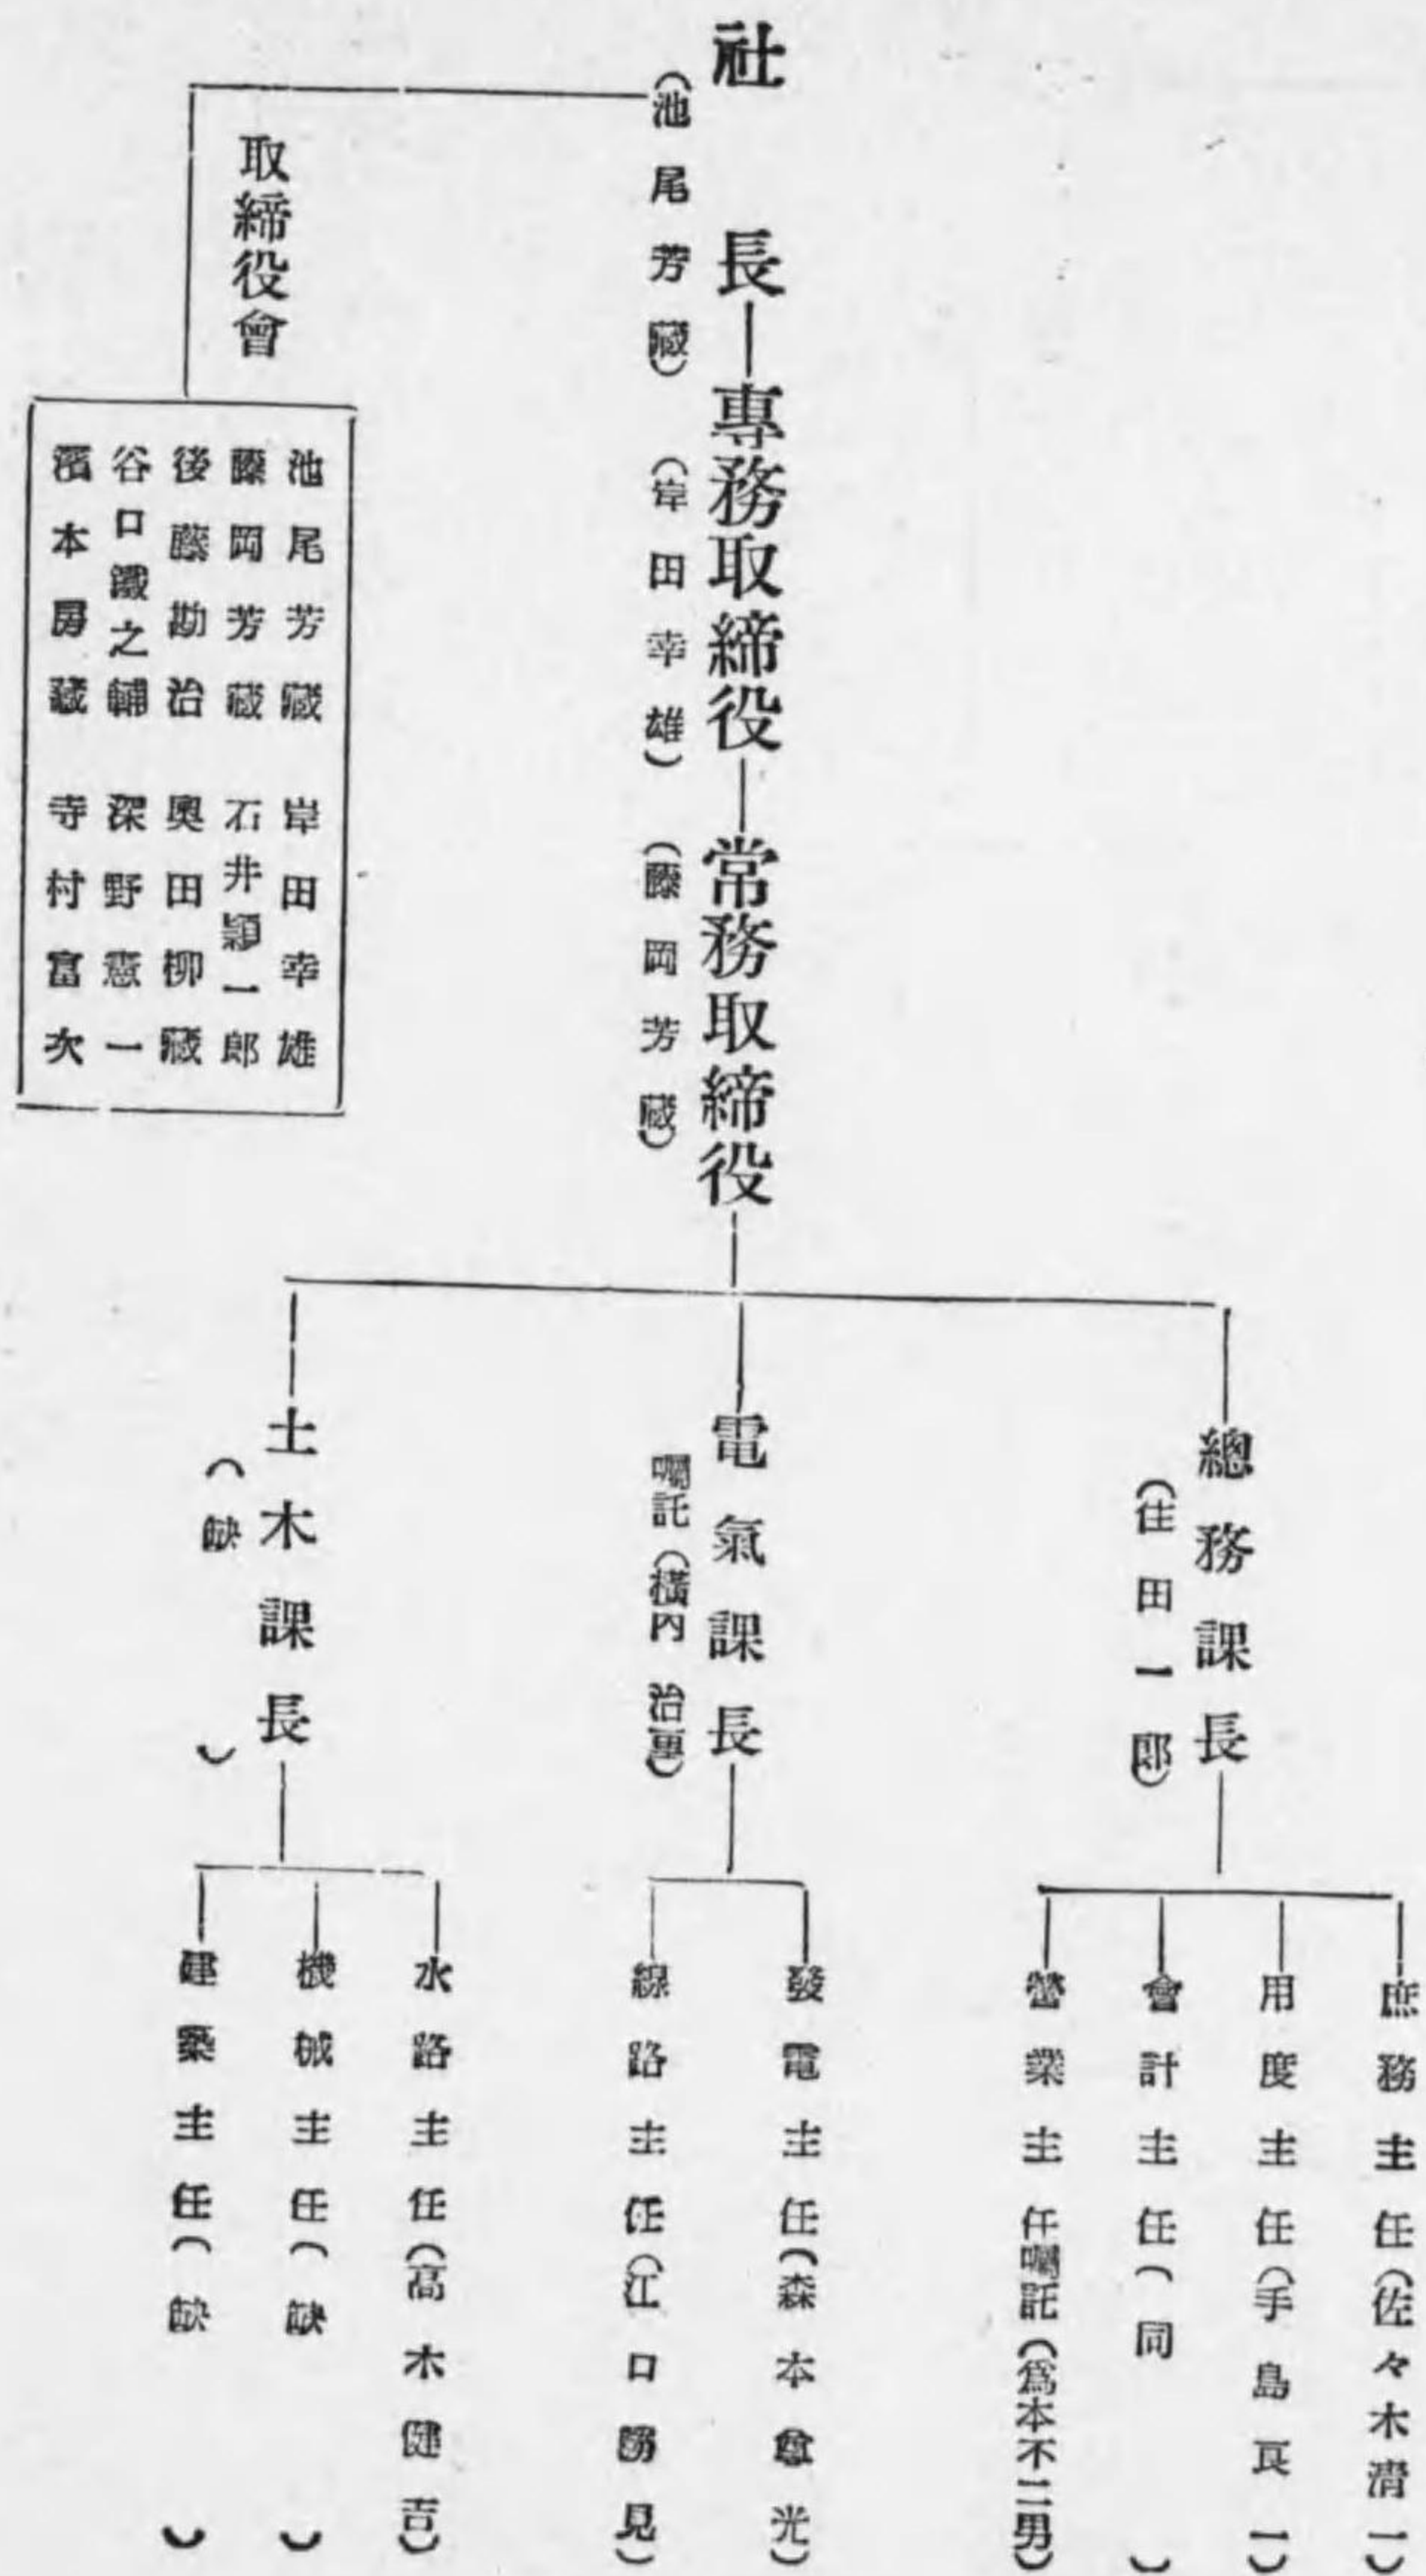 社長―專務取締役―常務取締役
(池尾芳藏) (岸田幸雄) (藤岡芳藏)
取締役會
池尾芳藏 岸田幸雄
藤岡芳藏 石井頴一郎
後藤勘治 奥田柳藏
谷口鐵之輔 深野憲一
濱本房藏 寺村富次
總務課長
(住田一郎)
庶務主任(佐々木淸一)
用度主任(手島良一)
會計主任(同)
營業主任囑託(爲本不二男)
電氣課長
囑託(橫內治)
發電主任(森本光)
線路主任(江口見)
土木課長
(缺)
水路主任(高木健吉)
機械主任(缺)
建築主任(缺)